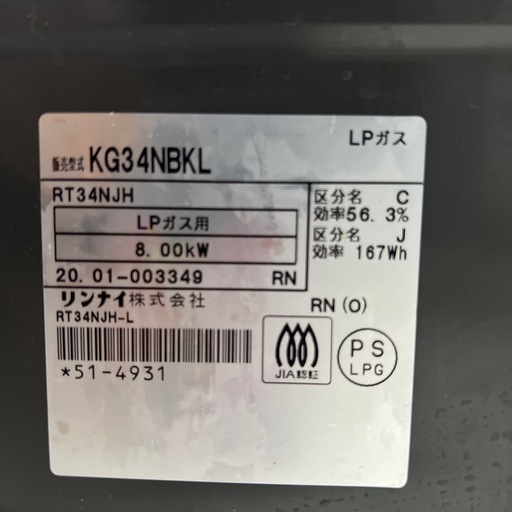 LPガス
販売型式 KG34NBKL
RT34NJH
LPガス用
8.00kW
区分名 C
効率56.3%
区分名 J
効率 167Wh
20.01-003349 RN
リンナイ株式会社
RN(O)
RT34NJH-L
*51-4931
JIA認証
PS
LPG